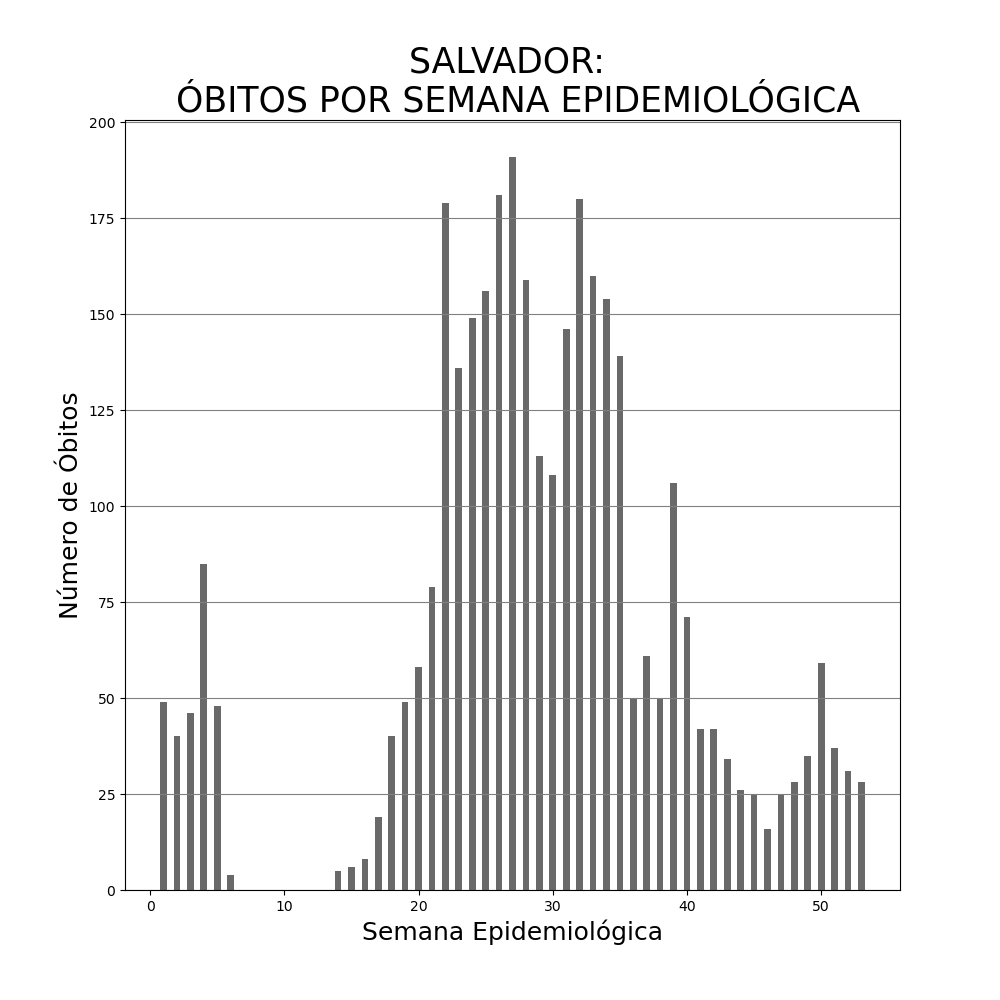 SALVADOR:
ÓBITOS POR SEMANA EPIDEMIOLÓGICA
200
175
150
125
100
75
50
25
0
Número de Óbitos
0 10 20 30 40 50
Semana Epidemiológica